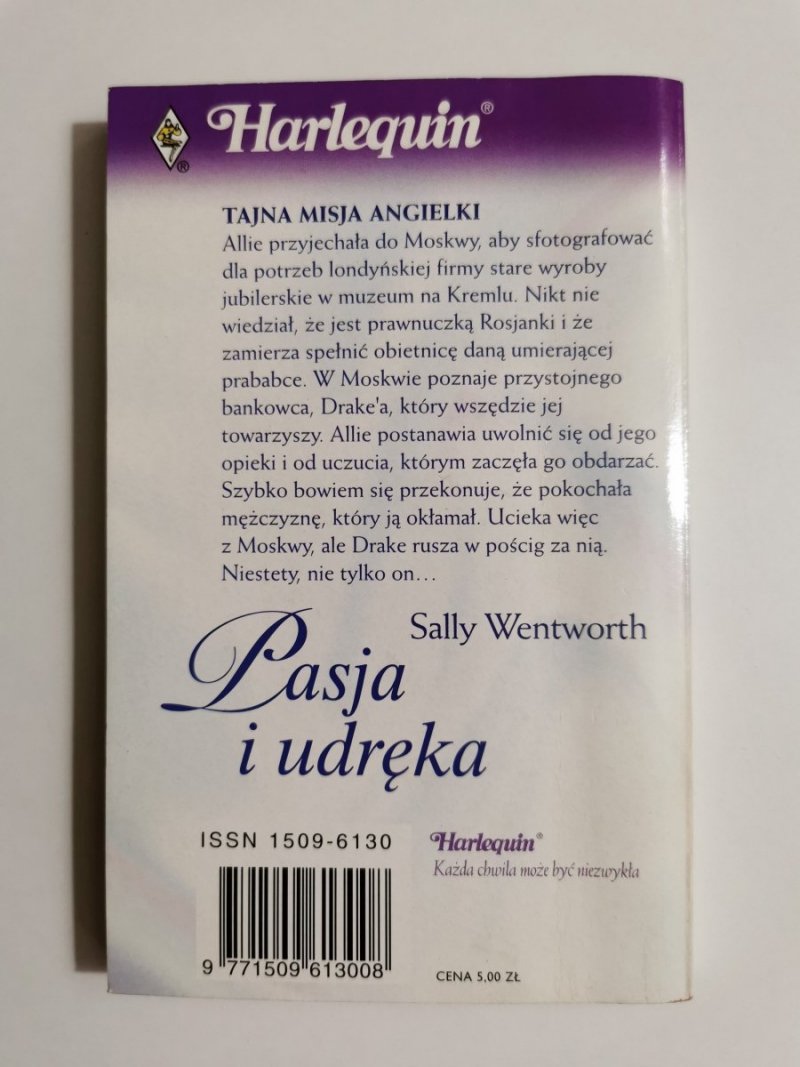 Harlequin®
®
TAJNA MISJA ANGIELKI
Allie przyjechała do Moskwy, aby sfotografować
dla potrzeb londyńskiej firmy stare wyroby
jubilerskie w muzeum na Kremlu. Nikt nie
wiedział, że jest prawnuczką Rosjanki i że
zamierza spełnić obietnicę daną umierającej
prababce. W Moskwie poznaje przystojnego
bankowca, Drake'a, który wszędzie jej
towarzyszy. Allie postanawia uwolnić się od jego
opieki i od uczucia, którym zaczęła go obdarzać.
Szybko bowiem się przekonuje, że pokochała
mężczyznę, który ją okłamał. Ucieka więc
z Moskwy, ale Drake rusza w pościg za nią.
Niestety, nie tylko on…
Sally Wentworth
Pasja
i udręka
ISSN 1509-6130
9 771509 613008
Harlequin®
Każda chwila może być niezwykła
CENA 5,00 ZŁ